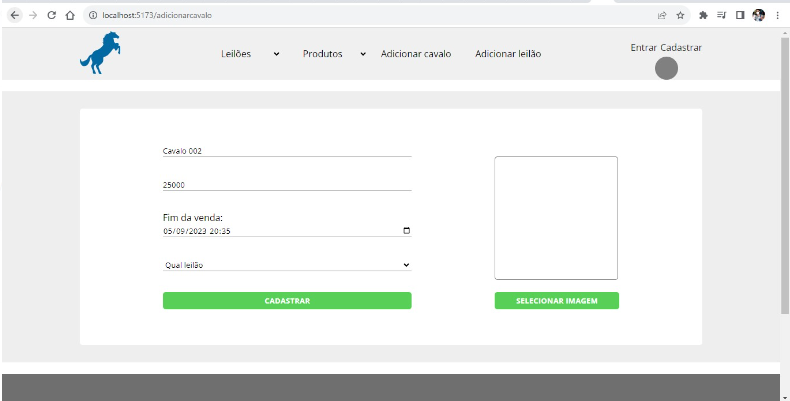 localhost:5173/adicionarcavalo
Leilões Produtos Adicionar cavalo Adicionar leilão Entrar Cadastrar
Cavalo 002
25000
Fim da venda:
05/09/2023 20:35
Qual leilão
CADASTRAR SELECIONAR IMAGEM